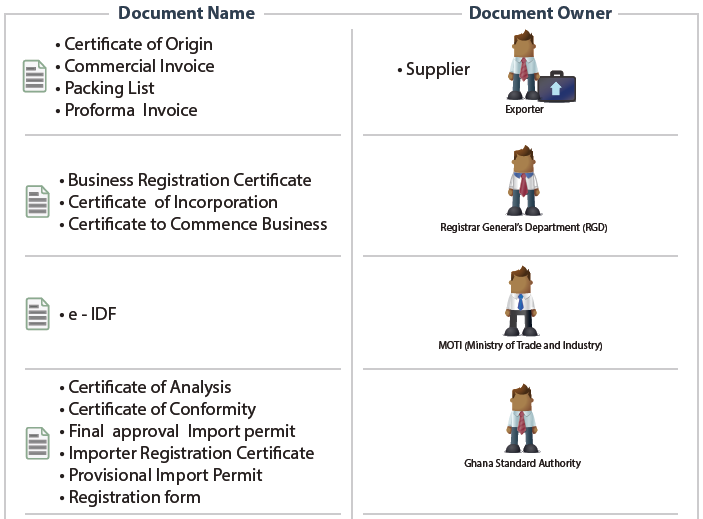 Document Name
Document Owner
• Certificate of Origin
• Commercial Invoice
• Packing List
• Proforma Invoice
• Supplier
Exporter
• Business Registration Certificate
• Certificate of Incorporation
• Certificate to Commence Business
Registrar General's Department (RGD)
• e - IDF
MOTI (Ministry of Trade and Industry)
• Certificate of Analysis
• Certificate of Conformity
• Final approval Import permit
• Importer Registration Certificate
• Provisional Import Permit
• Registration form
Ghana Standard Authority